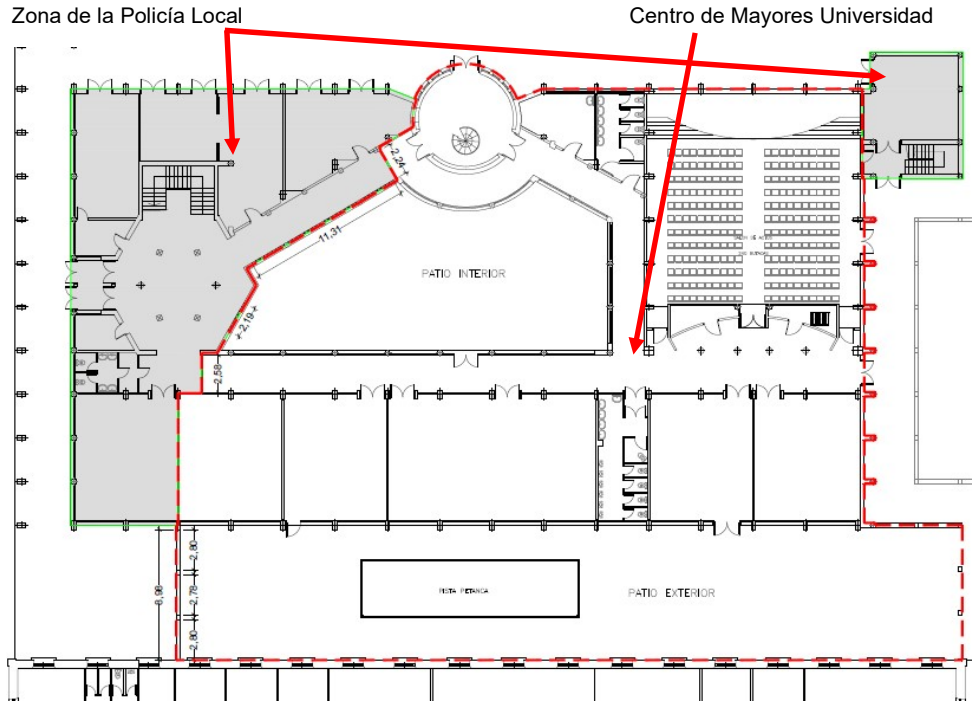 Zona de la Policía Local
Centro de Mayores Universidad
2,24
11,31
PATIO INTERIOR
2,19
2,58
2,80
8,98
2,78
2,80
PISTA PETANCA
PATIO EXTERIOR